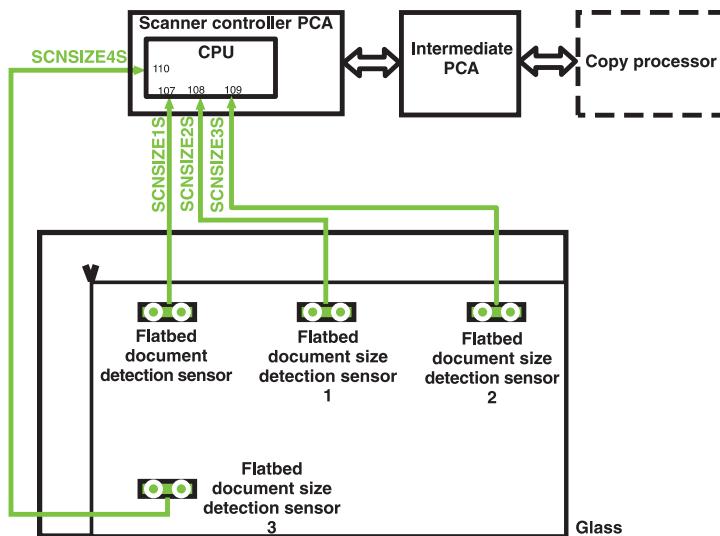 Scanner controller PCA
CPU
110
107
108
109
SCNSIZE4S
Intermediate
PCA
Copy processor
SCNSIZE1S
SCNSIZE2S
SCNSIZE3S
Flatbed
document
detection sensor
Flatbed
document size
detection sensor
1
Flatbed
document size
detection sensor
2
Flatbed
document size
detection sensor
3
Glass